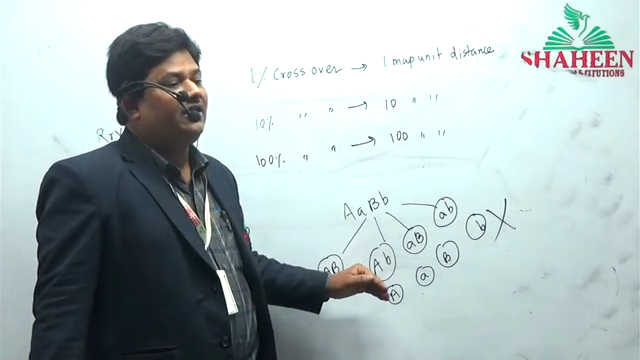 SHAHEEN
1% Cross over → 1 map unit distance
10% " " → 10 " "
100% " " → 100 " "
AaBb
aB Ab aB ab
A a B b X